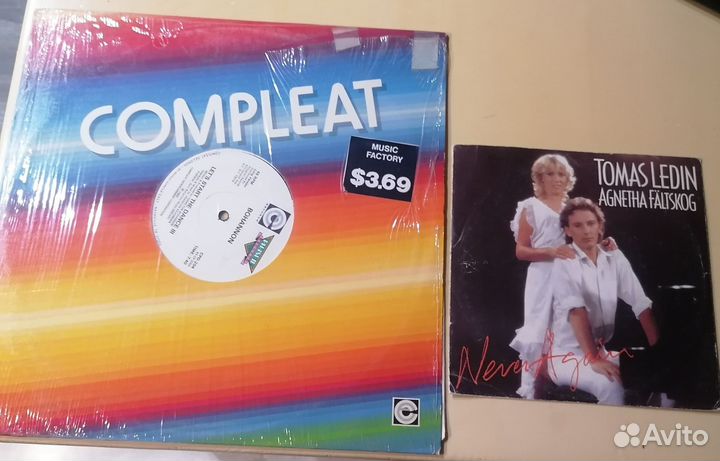 COMPLEAT
MUSIC
FACTORY
$3.69
LET'S START THE DANCE III
BOHANNON
TOMAS LEDIN
AGNETHA FÄLTSKOG
Never Again
Avito